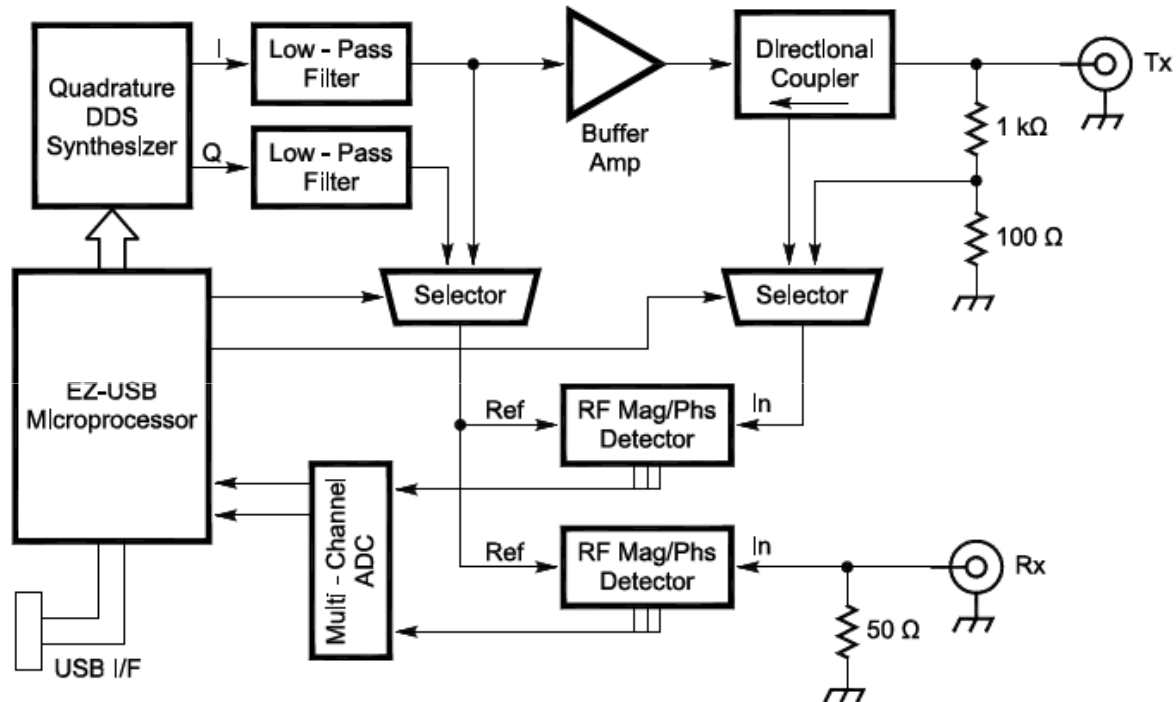 Quadrature
DDS
Synthesizer
I
Q
Low - Pass
Filter
Low - Pass
Filter
Buffer
Amp
Directional
Coupler
Tx
1 kΩ
100 Ω
Selector
Selector
EZ-USB
Microprocessor
Ref
RF Mag/Phs
Detector
In
Multi - Channel
ADC
Ref
RF Mag/Phs
Detector
In
Rx
50 Ω
USB I/F